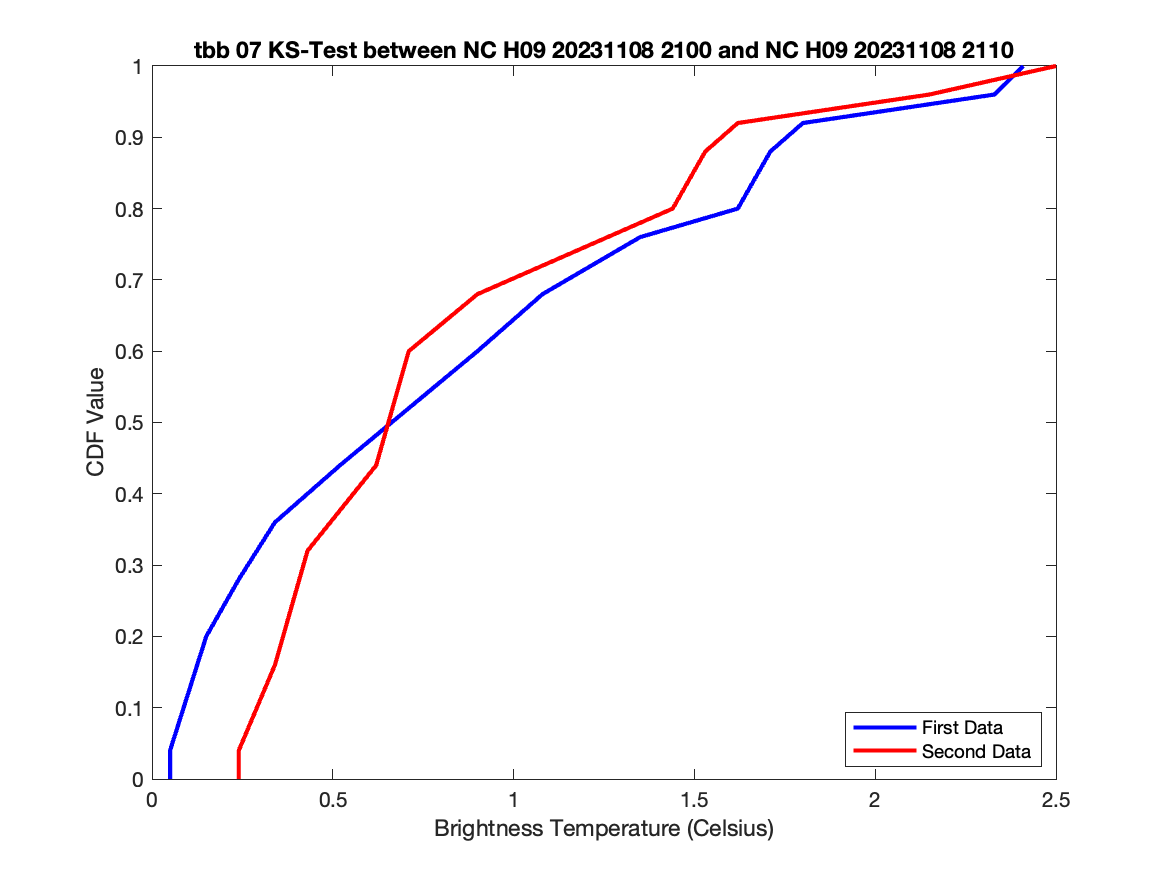 tbb 07 KS-Test between NC H09 20231108 2100 and NC H09 20231108 2110
1
0.9
0.8
0.7
0.6
0.5
0.4
0.3
0.2
0.1
0
CDF Value
0 0.5 1 1.5 2 2.5
Brightness Temperature (Celsius)
First Data
Second Data